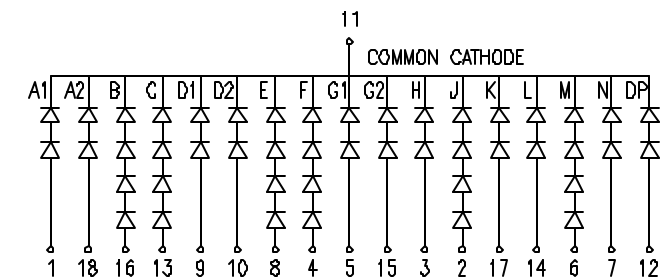 11
COMMON CATHODE
A1 A2 B C D1 D2 E F G1 G2 H J K L M N DP
1 18 16 13 9 10 8 4 5 15 3 2 17 14 6 7 12